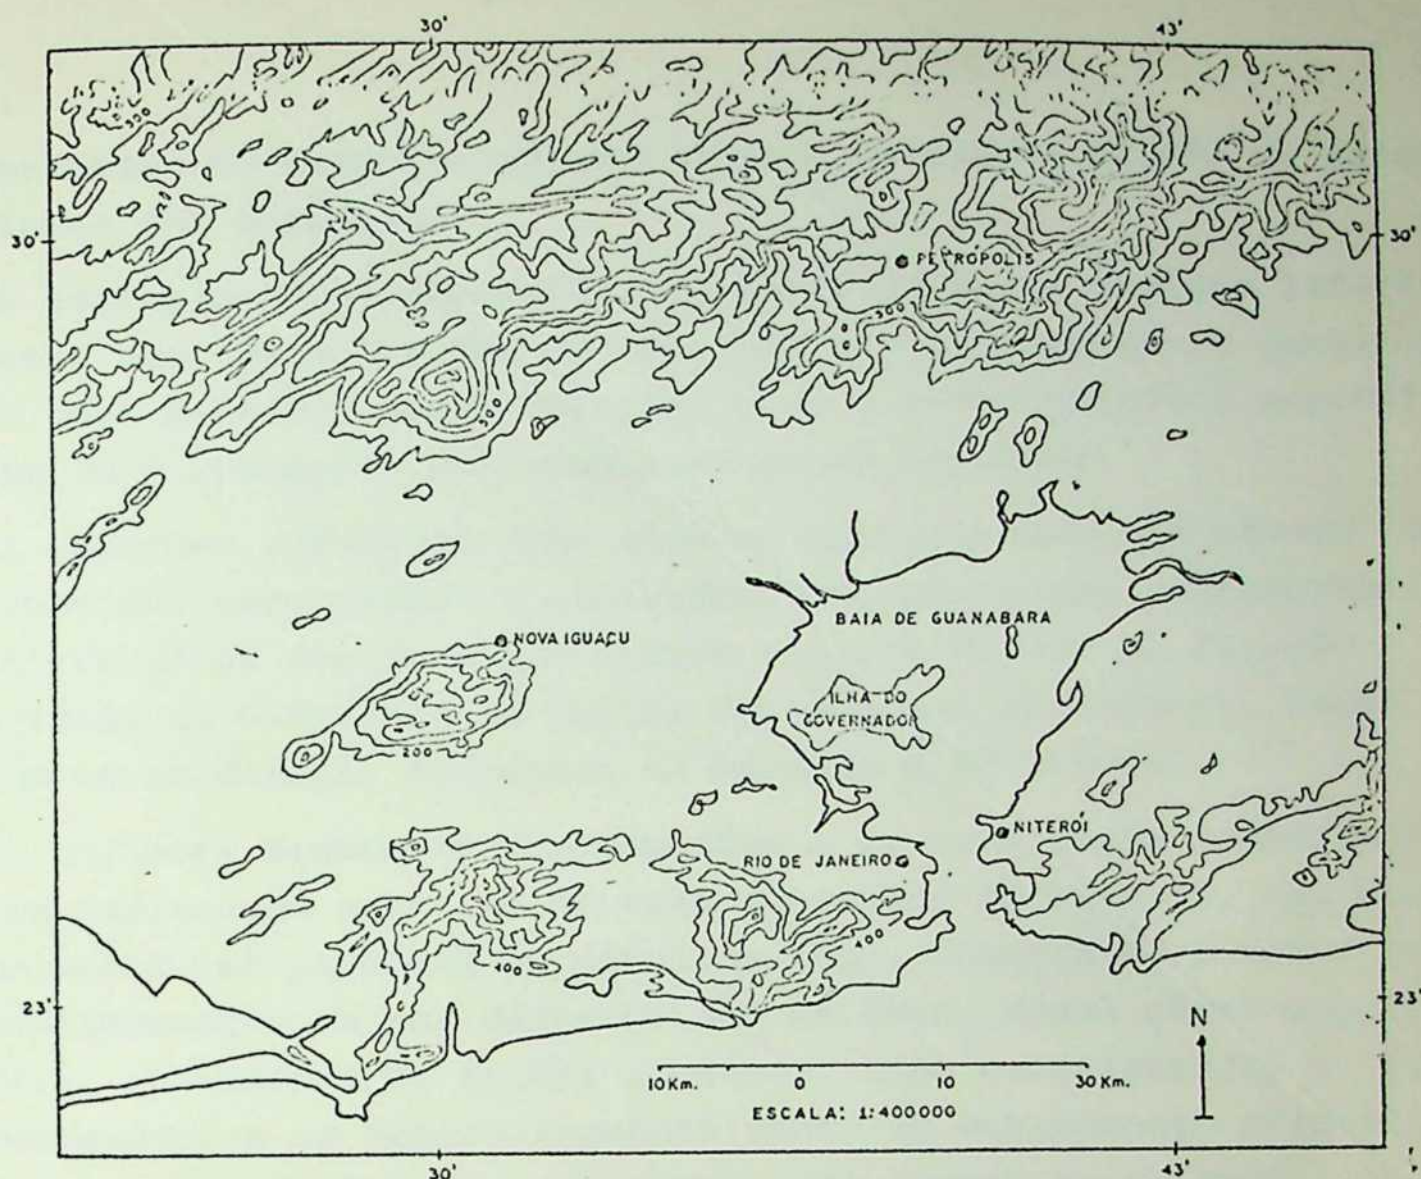 30' 43'
300
30' 30'
PETRÓPOLIS
300
300
BAIA DE GUANABARA
NOVA IGUAÇU
ILHA DO
GOVERNADOR
200
NITERÓI
RIO DE JANEIRO
400
400
23' 23'
N
10 Km. 0 10 30 Km.
ESCALA: 1:400000
30' 43'